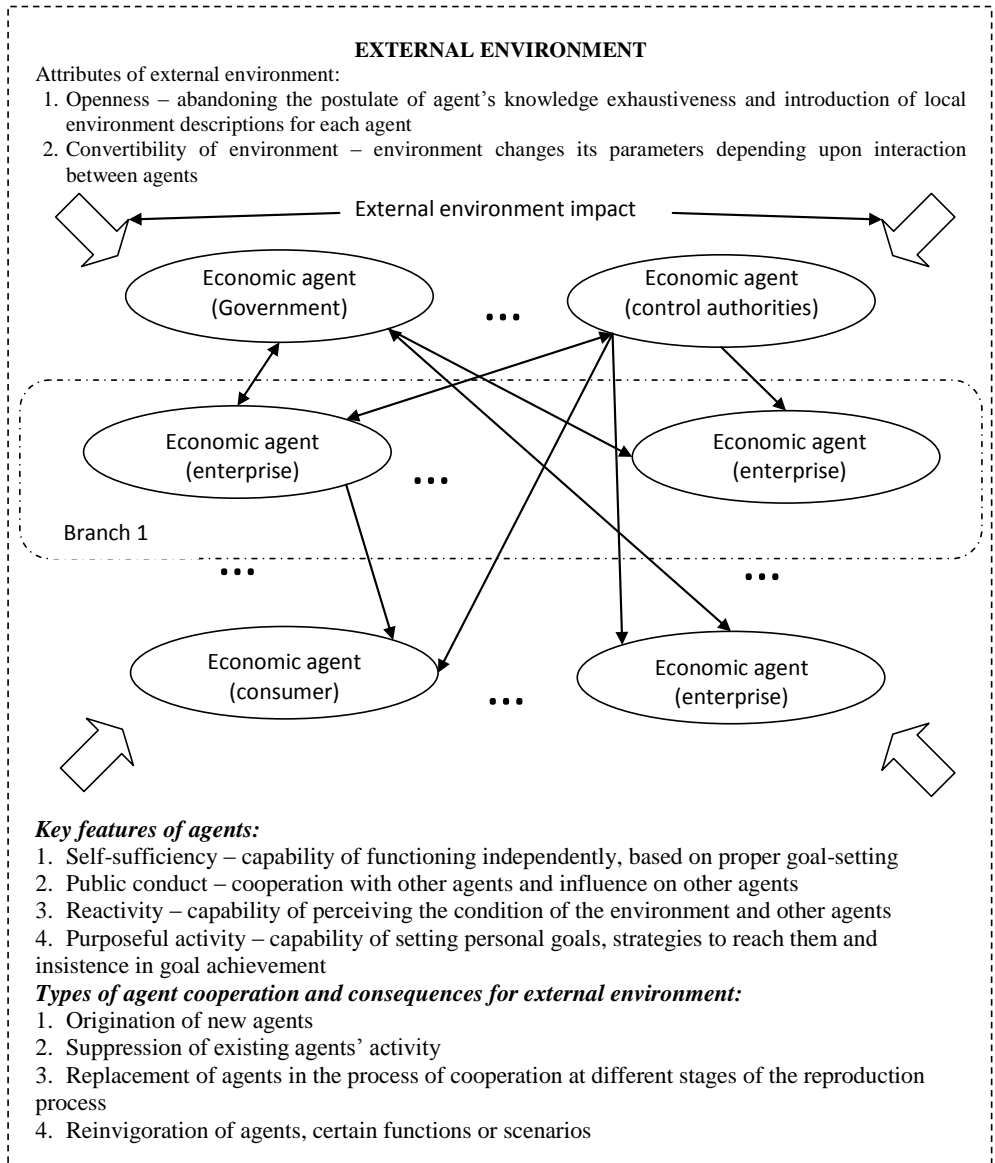 EXTERNAL ENVIRONMENT
Attributes of external environment:
1. Openness – abandoning the postulate of agent's knowledge exhaustiveness and introduction of local
environment descriptions for each agent
2. Convertibility of environment – environment changes its parameters depending upon interaction
between agents
External environment impact
Economic agent
(Government)
...
Economic agent
(control authorities)
Economic agent
(enterprise)
...
Economic agent
(enterprise)
Branch 1
...
...
Economic agent
(consumer)
...
Economic agent
(enterprise)
Key features of agents:
1. Self-sufficiency – capability of functioning independently, based on proper goal-setting
2. Public conduct – cooperation with other agents and influence on other agents
3. Reactivity – capability of perceiving the condition of the environment and other agents
4. Purposeful activity – capability of setting personal goals, strategies to reach them and
insistence in goal achievement
Types of agent cooperation and consequences for external environment:
1. Origination of new agents
2. Suppression of existing agents' activity
3. Replacement of agents in the process of cooperation at different stages of the reproduction
process
4. Reinvigoration of agents, certain functions or scenarios